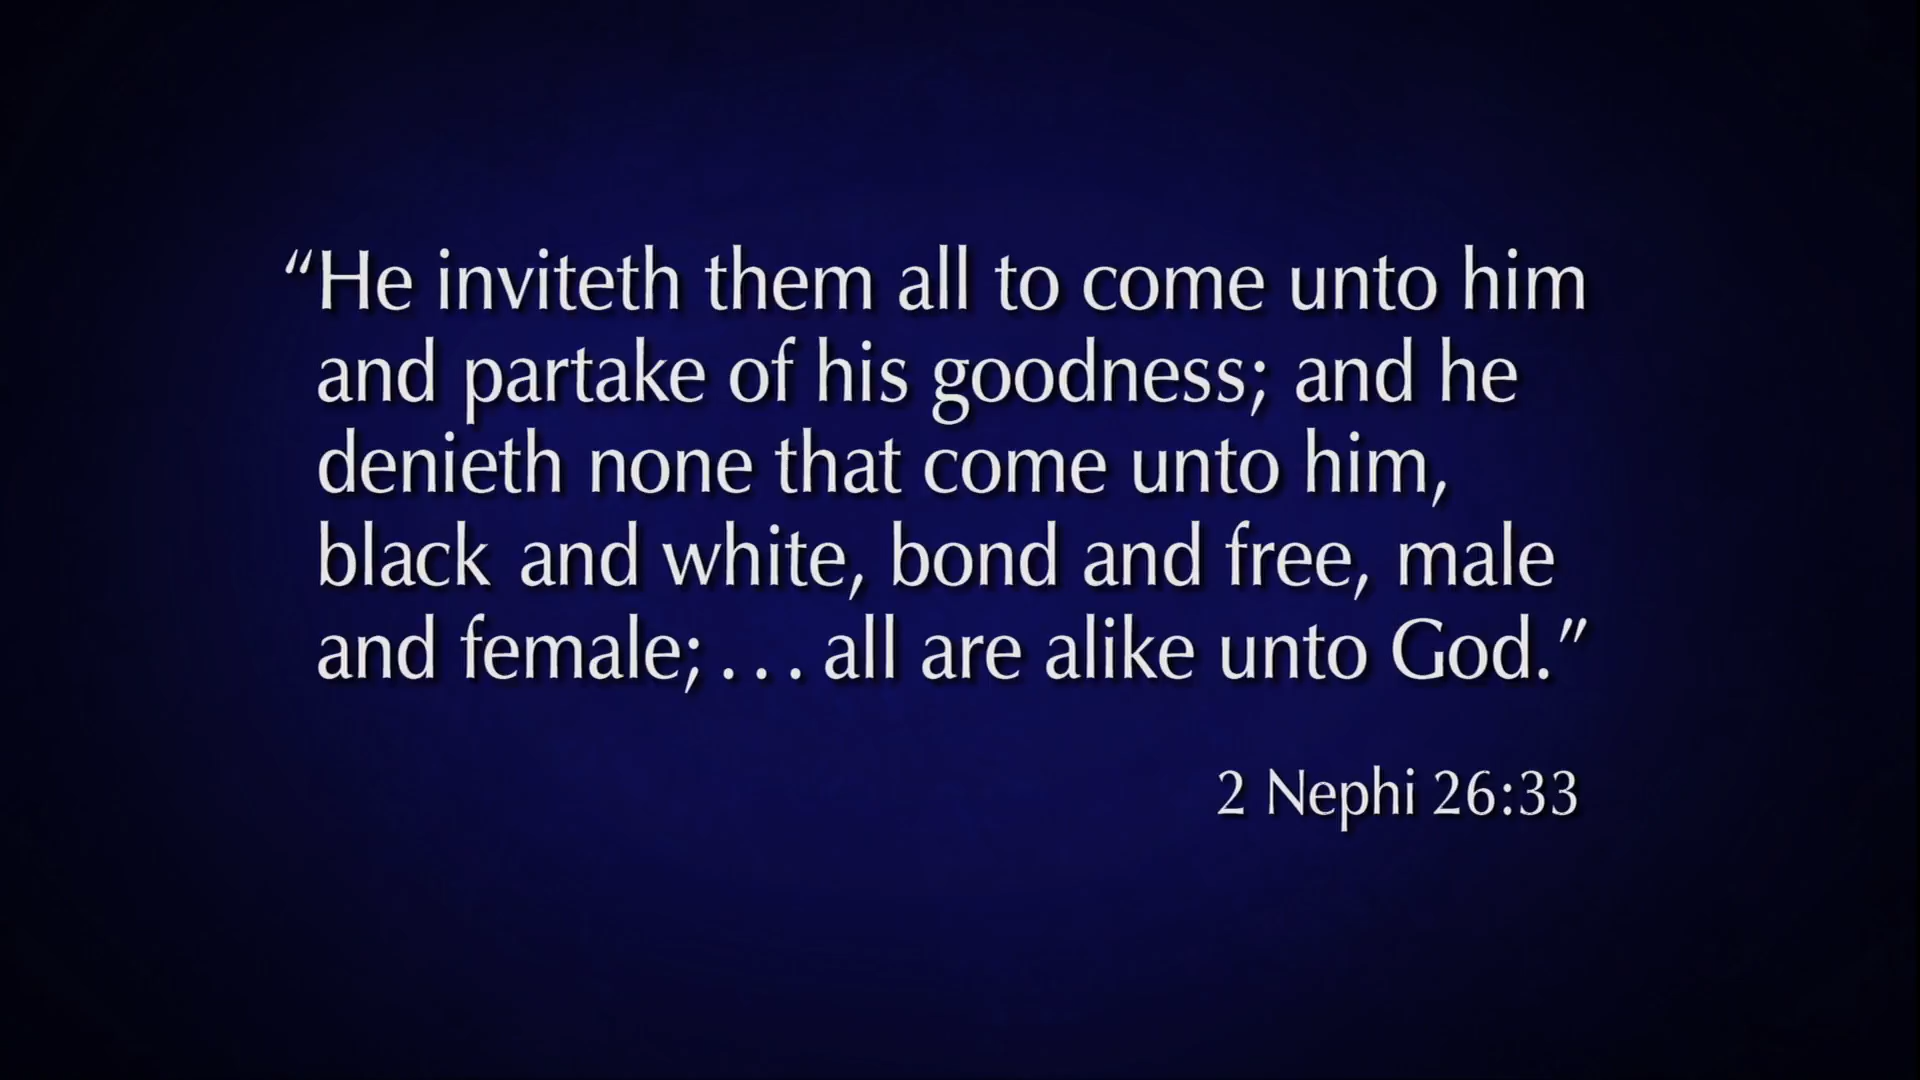 “He inviteth them all to come unto him
and partake of his goodness; and he
denieth none that come unto him,
black and white, bond and free, male
and female; . . . all are alike unto God.”
2 Nephi 26:33